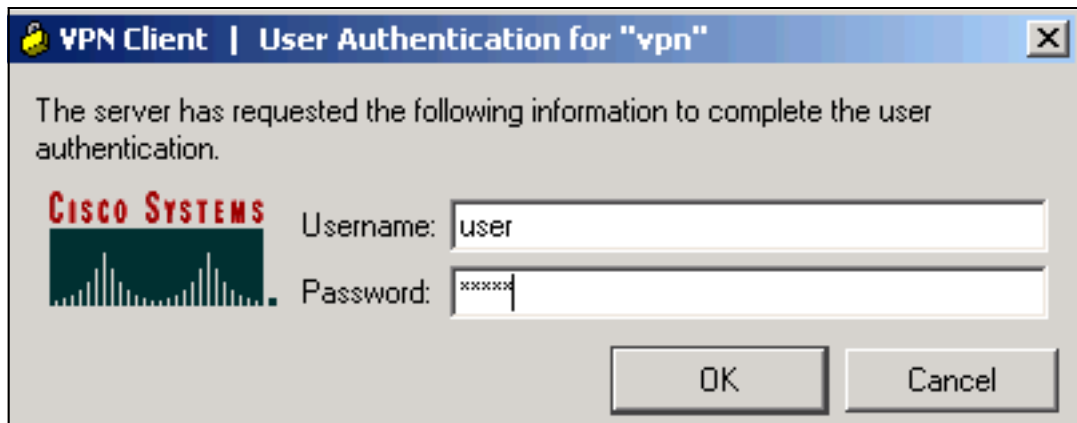 VPN Client | User Authentication for "vpn"
The server has requested the following information to complete the user
authentication.
CISCO SYSTEMS
Username: user
Password: *****
OK Cancel